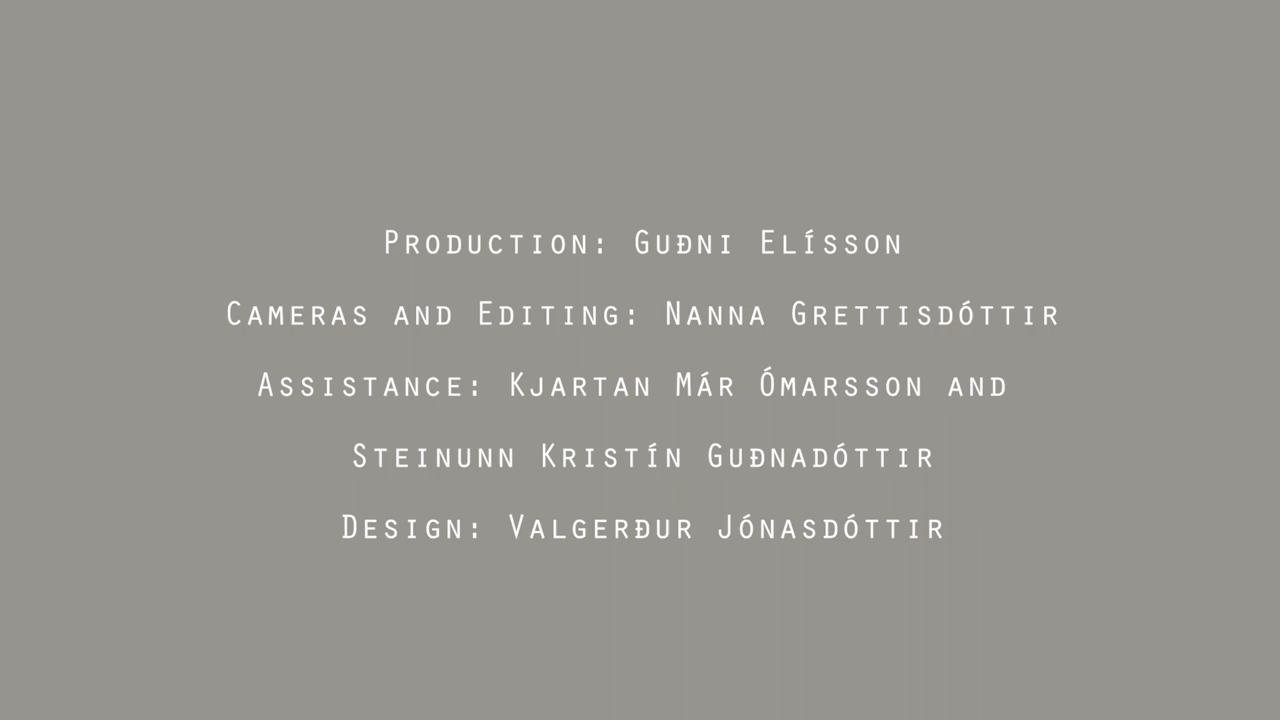 Production: Guðni Elísson
Cameras and Editing: Nanna Grettisdóttir
Assistance: Kjartan Már Ómarsson and
Steinunn Kristín Guðnadóttir
Design: Valgerður Jónasdóttir